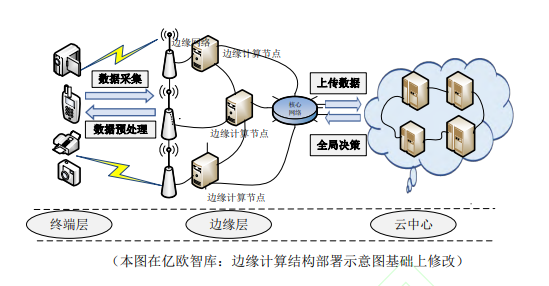 边缘网络
边缘计算节点
数据采集
上传数据
核心
网络
数据预处理
边缘计算节点
全局决策
边缘计算节点
终端层
边缘层
云中心
（本图在亿欧智库：边缘计算结构部署示意图基础上修改）